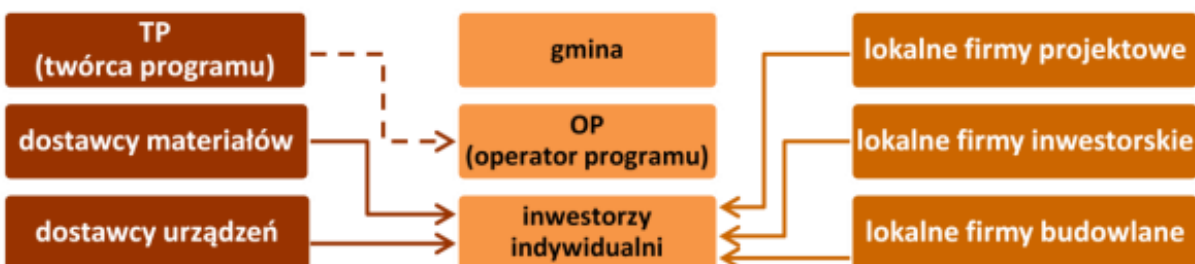 TP
(twórca programu)
gmina
lokalne firmy projektowe
dostawcy materiałów
OP
(operator programu)
lokalne firmy inwestorskie
dostawcy urządzeń
inwestorzy
indywidualni
lokalne firmy budowlane